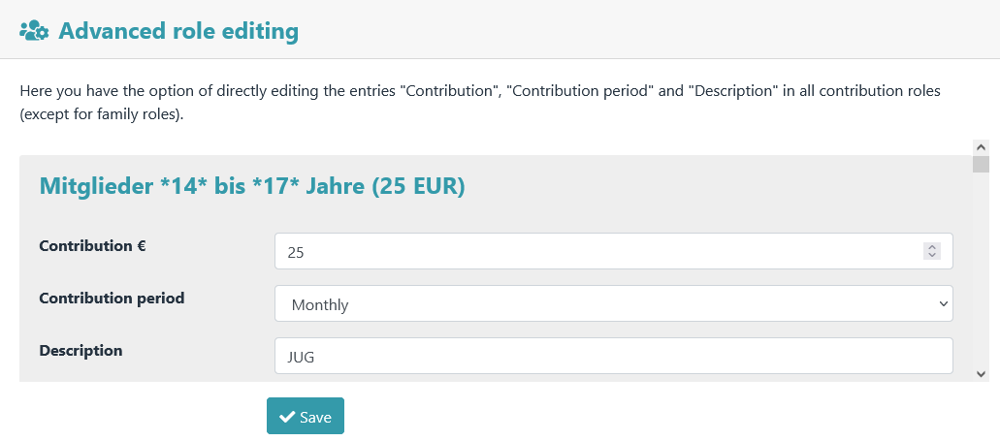 Advanced role editing
Here you have the option of directly editing the entries "Contribution", "Contribution period" and "Description" in all contribution roles
(except for family roles).
Mitglieder *14* bis *17* Jahre (25 EUR)
Contribution €
25
Contribution period
Monthly
Description
JUG
Save